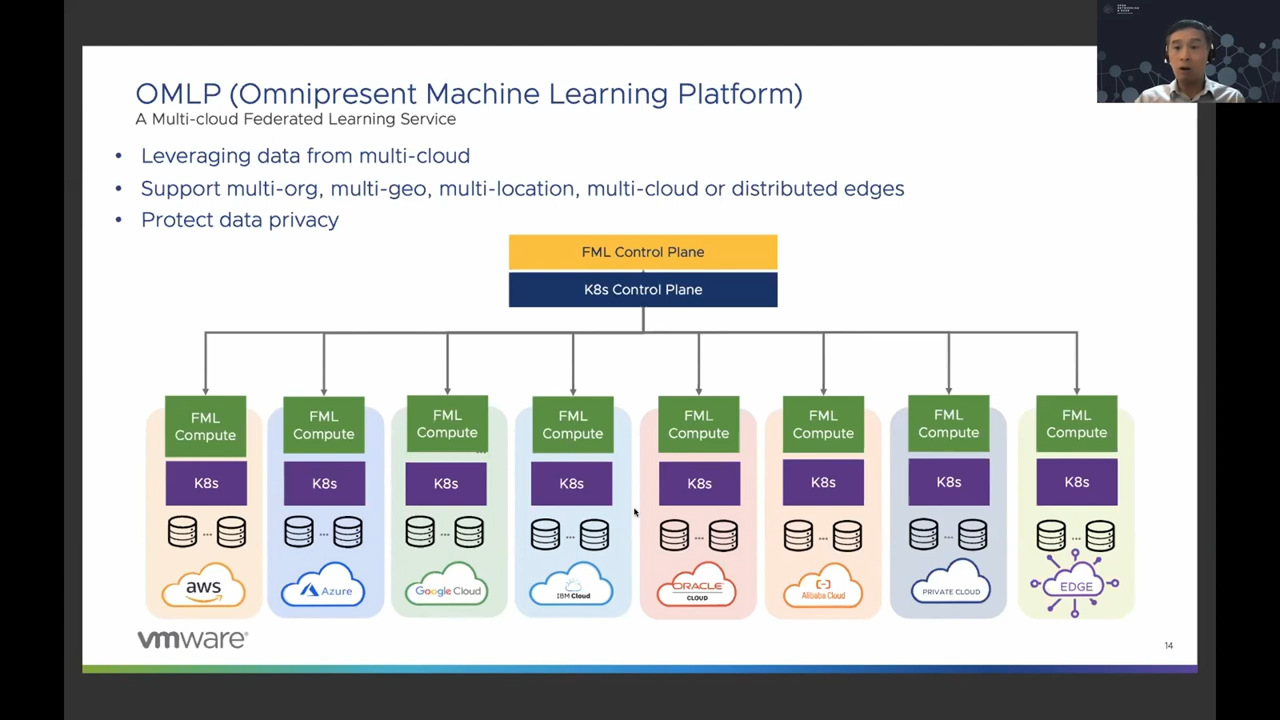 OMLP (Omnipresent Machine Learning Platform)
A Multi-cloud Federated Learning Service
• Leveraging data from multi-cloud
• Support multi-org, multi-geo, multi-location, multi-cloud or distributed edges
• Protect data privacy
FML Control Plane
K8s Control Plane
FML
Compute
FML
Compute
FML
Compute
FML
Compute
FML
Compute
FML
Compute
FML
Compute
FML
Compute
K8s
K8s
K8s
K8s
K8s
K8s
K8s
K8s
... ... ... ... ... ... ... ...
aws
Azure
Google Cloud
IBM Cloud
ORACLE
CLOUD
Alibaba Cloud
PRIVATE CLOUD
EDGE
vmware®
14